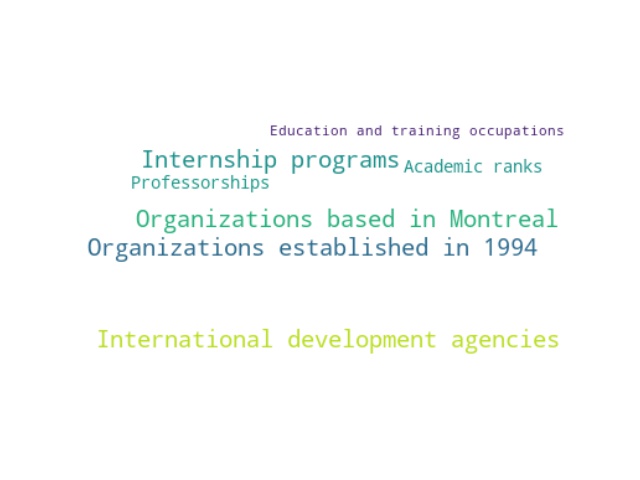 Education and training occupations
Internship programs
Academic ranks
Professorships
Organizations based in Montreal
Organizations established in 1994
International development agencies